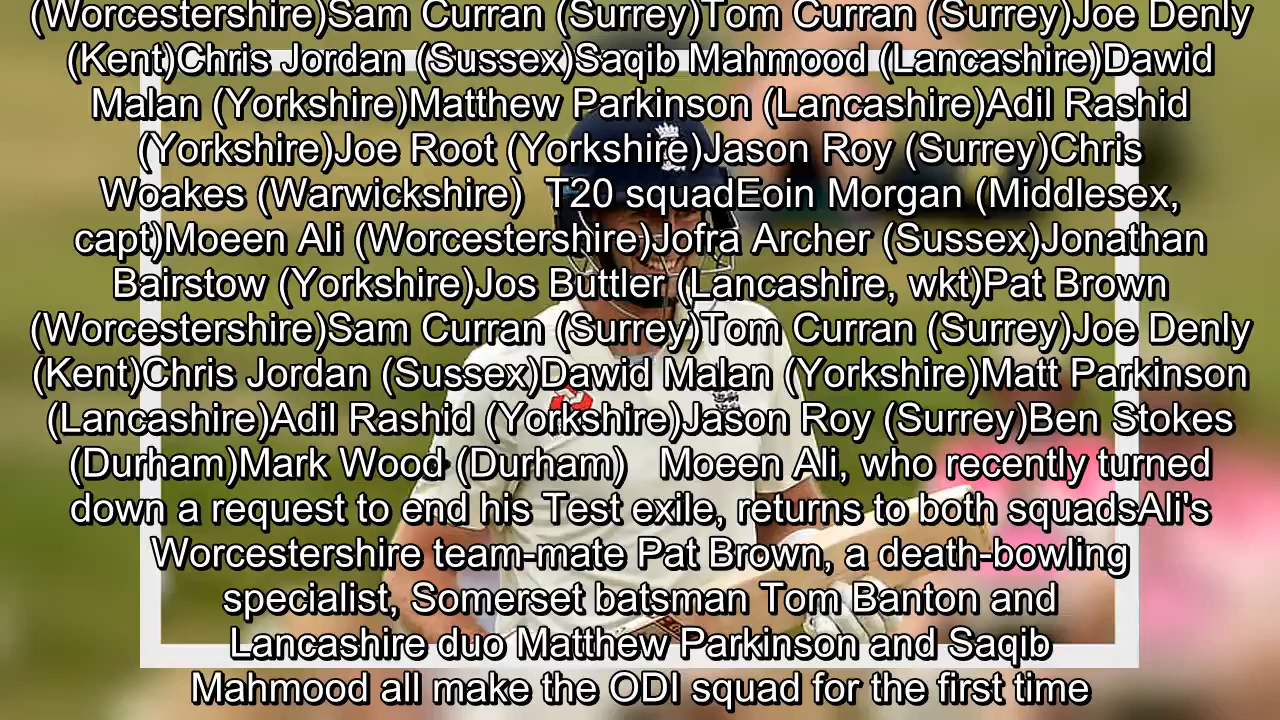 (Worcestershire)Sam Curran (Surrey)Tom Curran (Surrey)Joe Denly
(Kent)Chris Jordan (Sussex)Saqib Mahmood (Lancashire)Dawid
Malan (Yorkshire)Matthew Parkinson (Lancashire)Adil Rashid
(Yorkshire)Joe Root (Yorkshire)Jason Roy (Surrey)Chris
Woakes (Warwickshire)  T20 squadEoin Morgan (Middlesex,
capt)Moeen Ali (Worcestershire)Jofra Archer (Sussex)Jonathan
Bairstow (Yorkshire)Jos Buttler (Lancashire, wkt)Pat Brown
(Worcestershire)Sam Curran (Surrey)Tom Curran (Surrey)Joe Denly
(Kent)Chris Jordan (Sussex)Dawid Malan (Yorkshire)Matt Parkinson
(Lancashire)Adil Rashid (Yorkshire)Jason Roy (Surrey)Ben Stokes
(Durham)Mark Wood (Durham)   Moeen Ali, who recently turned
down a request to end his Test exile, returns to both squadsAli's
Worcestershire team-mate Pat Brown, a death-bowling
specialist, Somerset batsman Tom Banton and
Lancashire duo Matthew Parkinson and Saqib
Mahmood all make the ODI squad for the first time